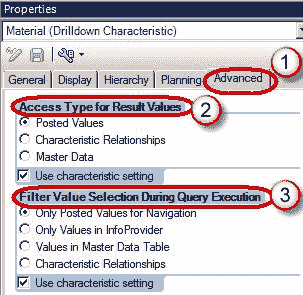 Properties
Material (Drilldown Characteristic)
1
General Display Hierarchy Planning Advanced
Access Type for Result Values
2
Posted Values
Characteristic Relationships
Master Data
Use characteristic setting
3
Filter Value Selection During Query Execution
Only Posted Values for Navigation
Only Values in InfoProvider
Values in Master Data Table
Characteristic Relationships
Use characteristic setting